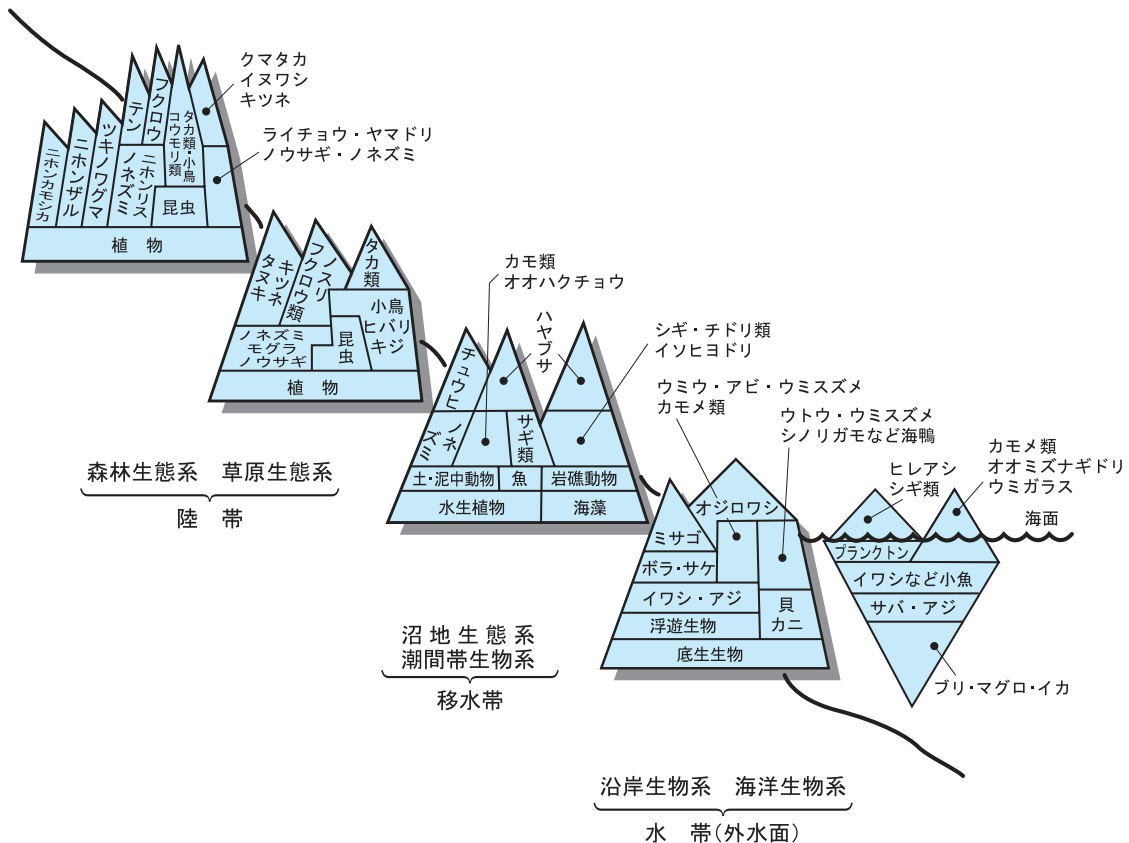 クマタカ
イヌワシ
キツネ
ライチョウ・ヤマドリ
ノウサギ・ノネズミ
ニホンカモシカ
ニホンザル
ツキノワグマ
テン
フクロウ
タカ類・小鳥
コウモリ類
ニホンリス
ノネズミ
昆虫
植　物
キツネ
タヌキ
ノスリ
フクロウ類
タカ類
小鳥
ヒバリ
キジ
ノネズミ
モグラ
ノウサギ
昆虫
植　物
カモ類
オオハクチョウ
ハヤブサ
シギ・チドリ類
イソヒヨドリ
チュウヒ
ノネズミ
サギ類
土・泥中動物
魚
岩礁動物
水生植物
海藻
森林生態系　草原生態系
陸　帯
ウミウ・アビ・ウミスズメ
カモメ類
ウトウ・ウミスズメ
シノリガモなど海鴨
オジロワシ
ミサゴ
ボラ・サケ
イワシ・アジ
浮遊生物
貝
カニ
底生生物
カモメ類
オオミズナギドリ
ウミガラス
ヒレアシ
シギ類
海面
プランクトン
イワシなど小魚
サバ・アジ
ブリ・マグロ・イカ
沼地生態系
潮間帯生物系
移水帯
沿岸生物系　海洋生物系
水　帯(外水面)